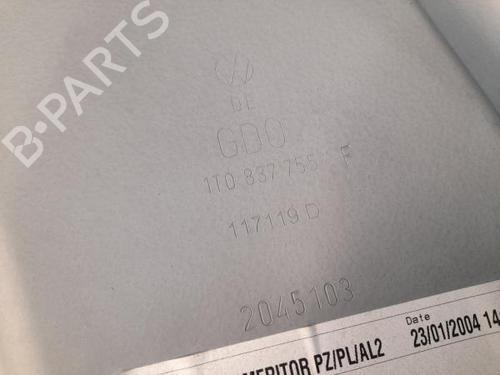 B-PARTS
DE
GDO
1T0 837 755 F
117119 D
2045103
MERITOR PZ/PL/AL2
Date
23/01/2004 14